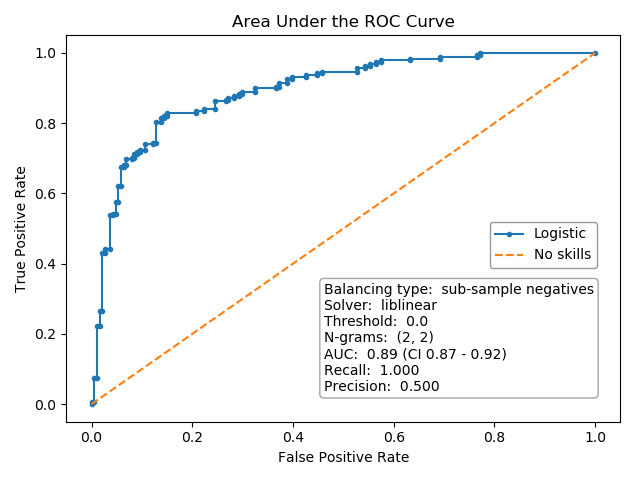 Area Under the ROC Curve
True Positive Rate
1.0
0.8
0.6
0.4
0.2
0.0
Logistic
No skills
Balancing type:  sub-sample negatives
Solver:  liblinear
Threshold:  0.0
N-grams:  (2, 2)
AUC:  0.89 (CI 0.87 - 0.92)
Recall:  1.000
Precision:  0.500
0.0 0.2 0.4 0.6 0.8 1.0
False Positive Rate